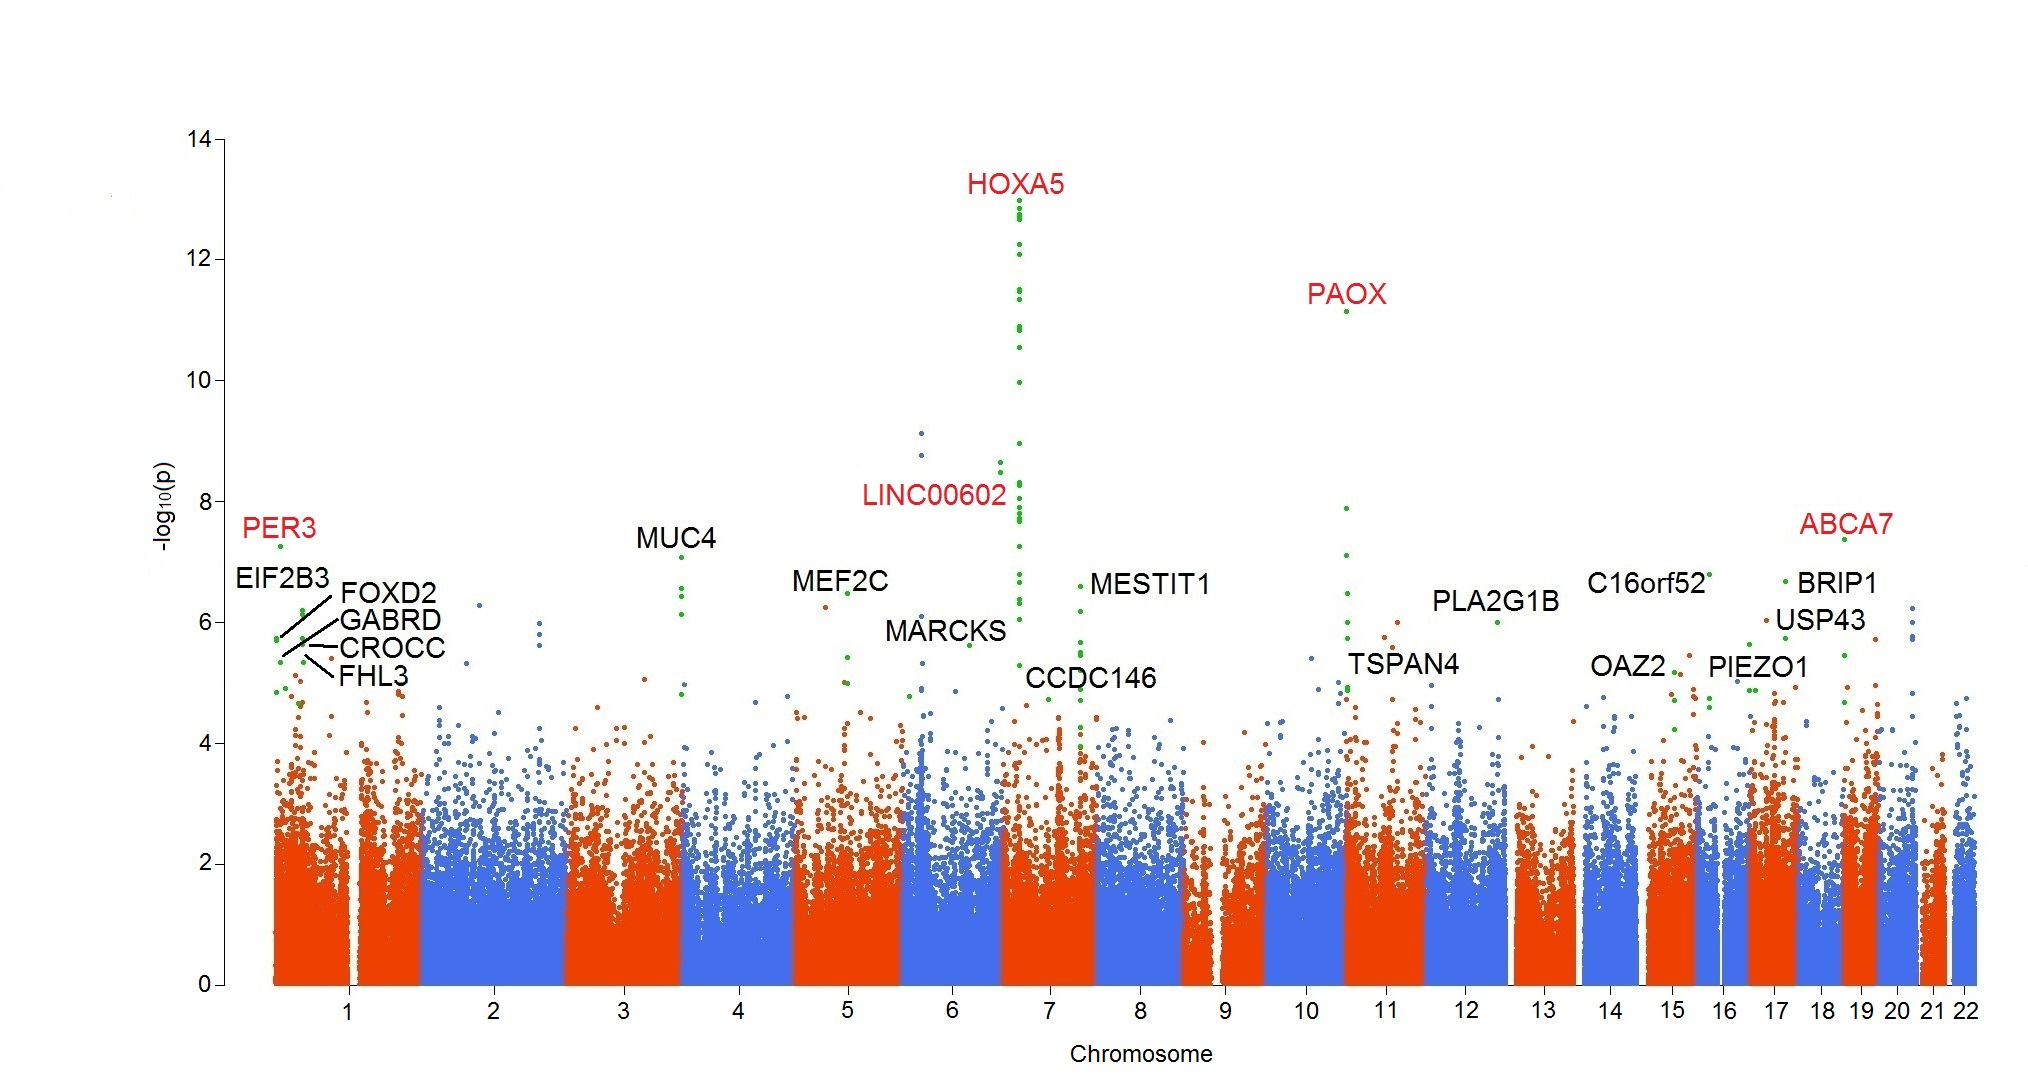 14
HOXA5
12
PAOX
10
-log10(p)
LINC00602
8
PER3
MUC4
ABCA7
EIF2B3
FOXD2
MEF2C
MESTIT1
PLA2G1B
C16orf52
BRIP1
6
GABRD
MARCKS
USP43
CROCC
FHL3
CCDC146
TSPAN4
OAZ2
PIEZO1
4
2
0
1 2 3 4 5 6 7 8 9 10 11 12 13 14 15 16 17 18 19 20 21 22
Chromosome